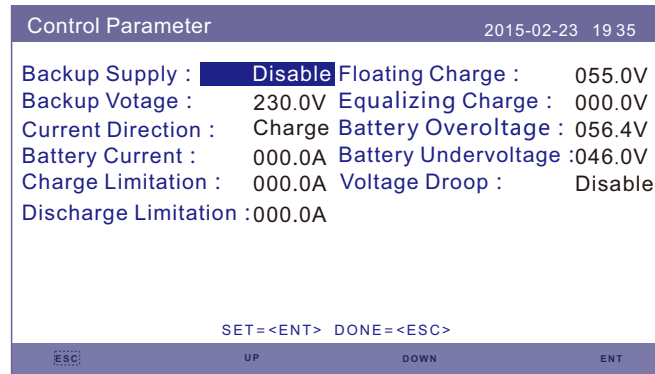 Control Parameter 2015-02-23 19 35
Backup Supply : Disable Floating Charge : 055.0V
Backup Votage : 230.0V Equalizing Charge : 000.0V
Current Direction : Charge Battery Overoltage : 056.4V
Battery Current : 000.0A Battery Undervoltage :046.0V
Charge Limitation : 000.0A Voltage Droop : Disable
Discharge Limitation :000.0A
SET=<ENT> DONE=<ESC>
ESC UP DOWN ENT